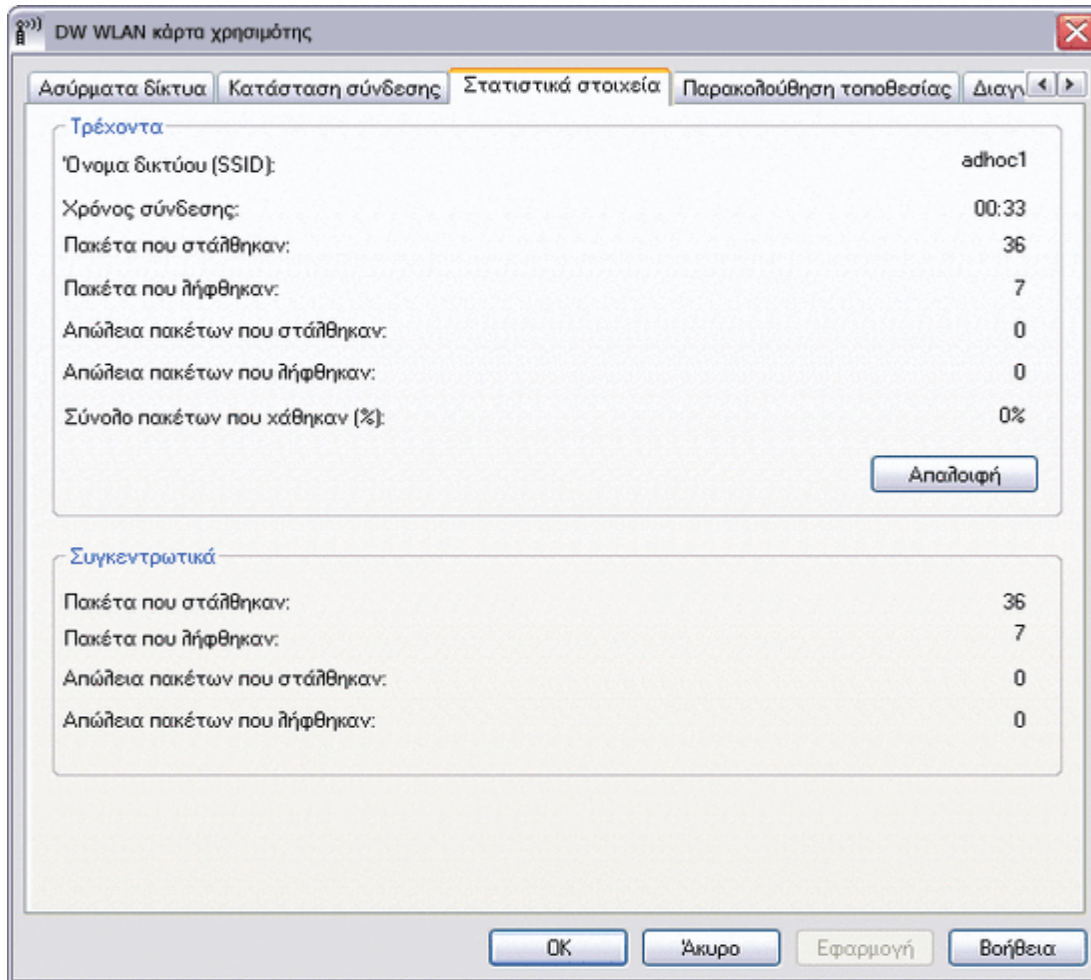 DW WLAN κάρτα χρησιμότης
Ασύρματα δίκτυα Κατάσταση σύνδεσης Στατιστικά στοιχεία Παρακολούθηση τοποθεσίας Διαγν
Τρέχοντα
Όνομα δικτύου (SSID): adhoc1
Χρόνος σύνδεσης: 00:33
Πακέτα που στάλθηκαν: 36
Πακέτα που λήφθηκαν: 7
Απώλεια πακέτων που στάλθηκαν: 0
Απώλεια πακέτων που λήφθηκαν: 0
Σύνολο πακέτων που χάθηκαν (%): 0%
Απαλοιφή
Συγκεντρωτικά
Πακέτα που στάλθηκαν: 36
Πακέτα που λήφθηκαν: 7
Απώλεια πακέτων που στάλθηκαν: 0
Απώλεια πακέτων που λήφθηκαν: 0
OK Άκυρο Εφαρμογή Βοήθεια